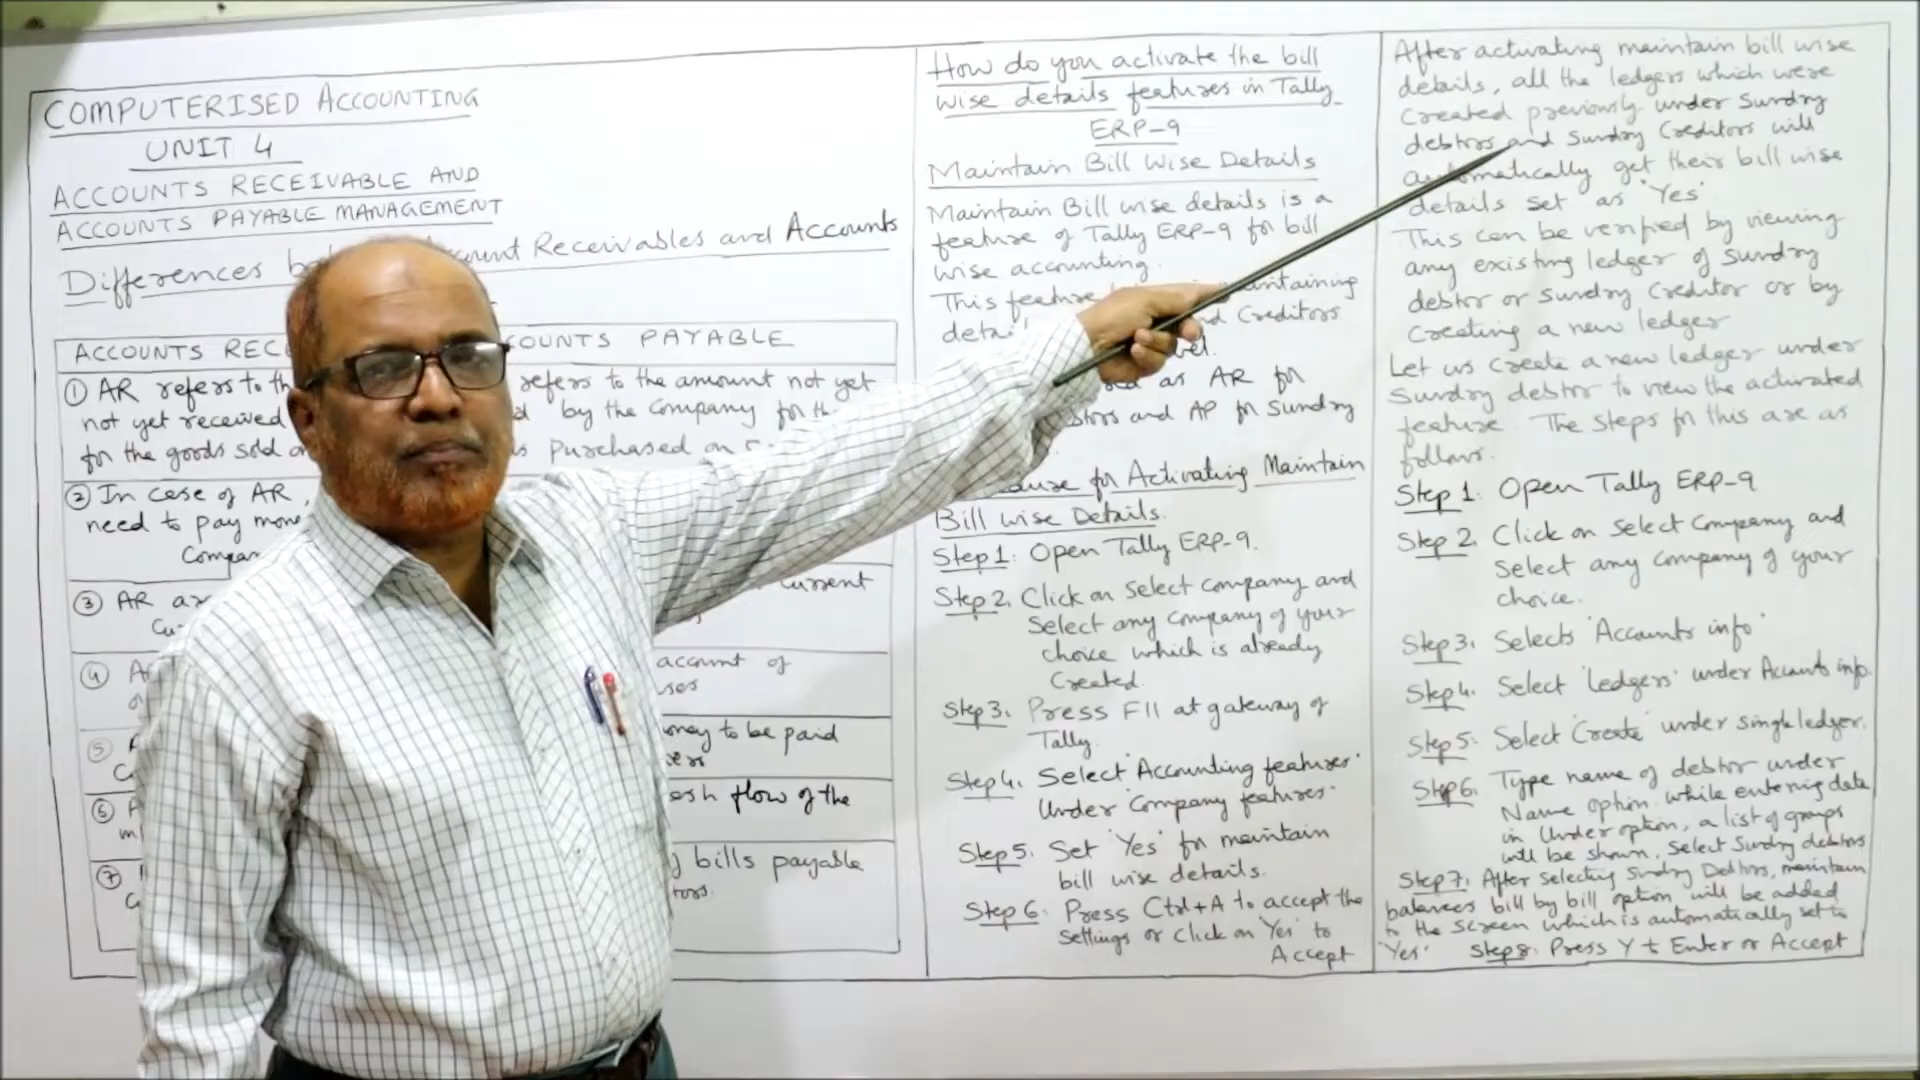 COMPUTERISED ACCOUNTING
UNIT 4
ACCOUNTS RECEIVABLE AND
ACCOUNTS PAYABLE MANAGEMENT
Differences Account Receivables and Accounts
ACCOUNTS PAYABLE
① AR refers to refers to the amount not yet
not yet received by the Company for
for the goods sold purchased on
② In case of AR,
need to pay
③ AR current
④ account of
⑤ to be paid
⑥ flow of the
⑦ bills payable
How do you activate the bill
wise details features in Tally
ERP-9
Maintain Bill Wise Details
Maintain Bill wise details is a
feature of Tally ERP-9 for bill
wise accounting.
This feature
Creditors
as AR for
and AP for Sundry
for Activating Maintain
Bill wise Details.
Step 1: Open Tally ERP-9.
Step 2. Click on Select Company and
Select any Company of your
choice which is already
Created.
Step 3. Press F11 at gateway of
Tally.
Step 4. Select 'Accounting features'
Under 'Company features'
Step 5. Set 'Yes' for maintain
bill wise details.
Step 6: Press Ctrl+A to accept the
settings or Click on 'Yes' to
Accept
After activating maintain bill wise
details, all the ledgers which were
Created previously under Sundry
debtors and Sundry Creditors will
automatically get their bill wise
details set as 'Yes'
This can be verified by viewing
any existing ledger of Sundry
debtor or Sundry Creditor or by
Creating a new ledger
Let us create a new ledger under
Sundry debtor to view the activated
feature. The steps for this are as
follows.
Step 1: Open Tally ERP-9
Step 2. Click on Select Company and
Select any Company of your
choice.
Step 3. Selects 'Accounts info'
Step 4. Select 'Ledgers' under Accounts info.
Step 5: Select 'Create' under single ledger.
Step 6. Type name of debtor under
Name option. while entering data
in Under option, a list of groups
will be shown. Select Sundry debtors
Step 7. After selecting Sundry Debtors, maintain
balances bill by bill option will be added
to the screen which is automatically set to
'Yes' Step 8. Press Y to Enter or Accept